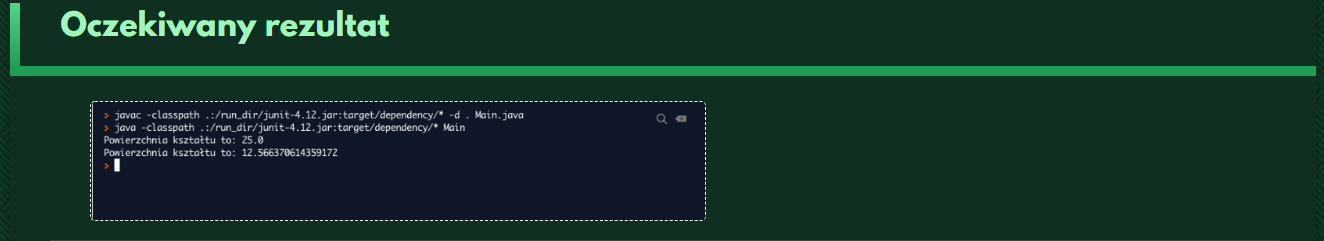 Oczekiwany rezultat
> javac -classpath .:/run_dir/junit-4.12.jar:target/dependency/* -d . Main.java
> java -classpath .:/run_dir/junit-4.12.jar:target/dependency/* Main
Powierzchnia kształtu to: 25.0
Powierzchnia kształtu to: 12.566370614359172
>